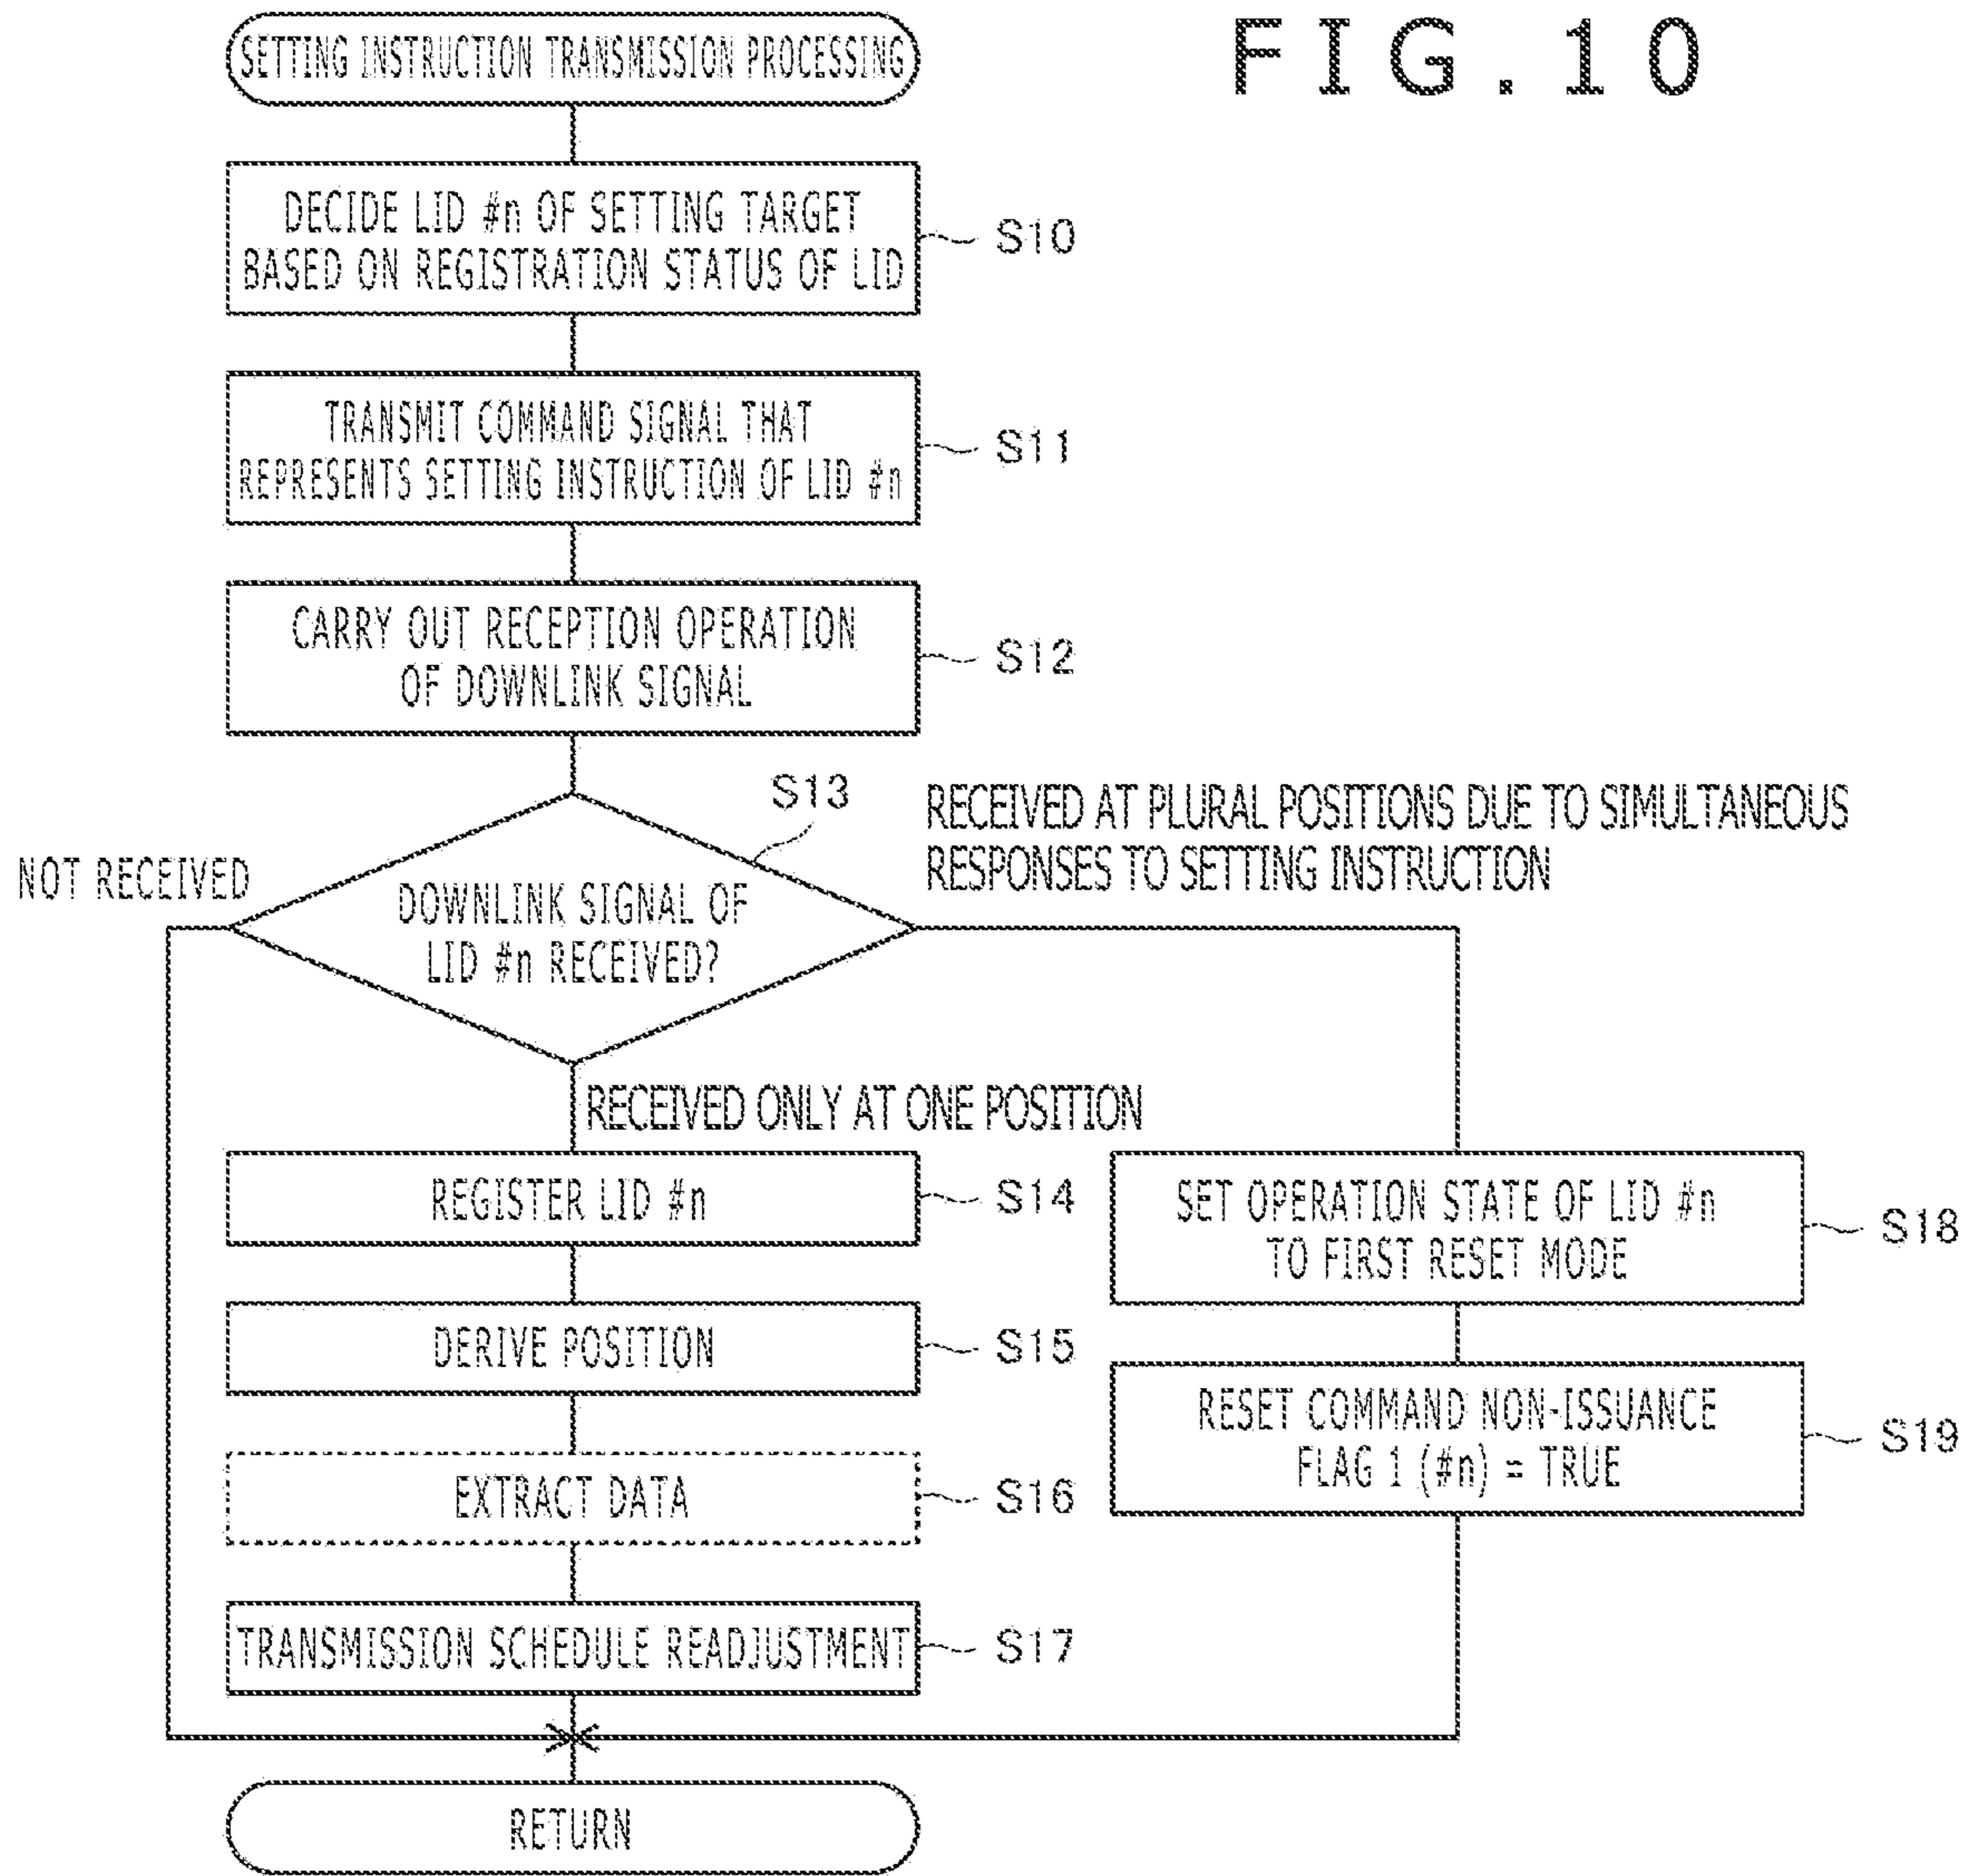 FIG.10
SETTING INSTRUCTION TRANSMISSION PROCESSING
DECIDE LID #n OF SETTING TARGET
BASED ON REGISTRATION STATUS OF LID
S10
TRANSMIT COMMAND SIGNAL THAT
REPRESENTS SETTING INSTRUCTION OF LID #n
S11
CARRY OUT RECEPTION OPERATION
OF DOWNLINK SIGNAL
S12
S13
DOWNLINK SIGNAL OF
LID #n RECEIVED?
NOT RECEIVED
RECEIVED AT PLURAL POSITIONS DUE TO SIMULTANEOUS
RESPONSES TO SETTING INSTRUCTION
RECEIVED ONLY AT ONE POSITION
REGISTER LID #n
S14
DERIVE POSITION
S15
EXTRACT DATA
S16
TRANSMISSION SCHEDULE READJUSTMENT
S17
SET OPERATION STATE OF LID #n
TO FIRST RESET MODE
S18
RESET COMMAND NON-ISSUANCE
FLAG 1 (#n) = TRUE
S19
RETURN